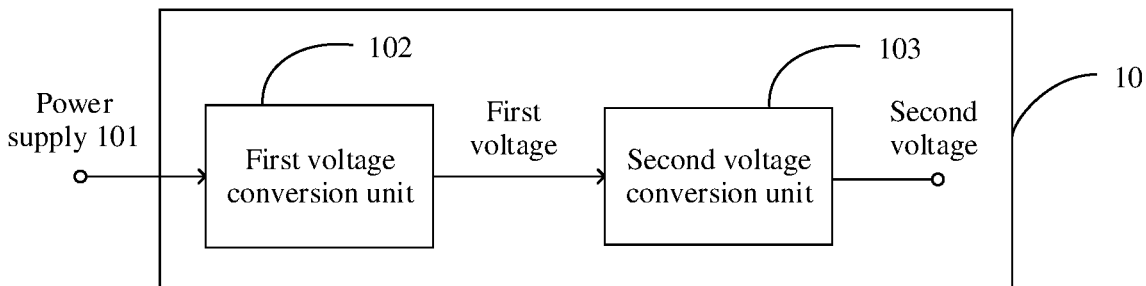 102
103
10
Power
supply 101
First
voltage
Second
voltage
First voltage
conversion unit
Second voltage
conversion unit